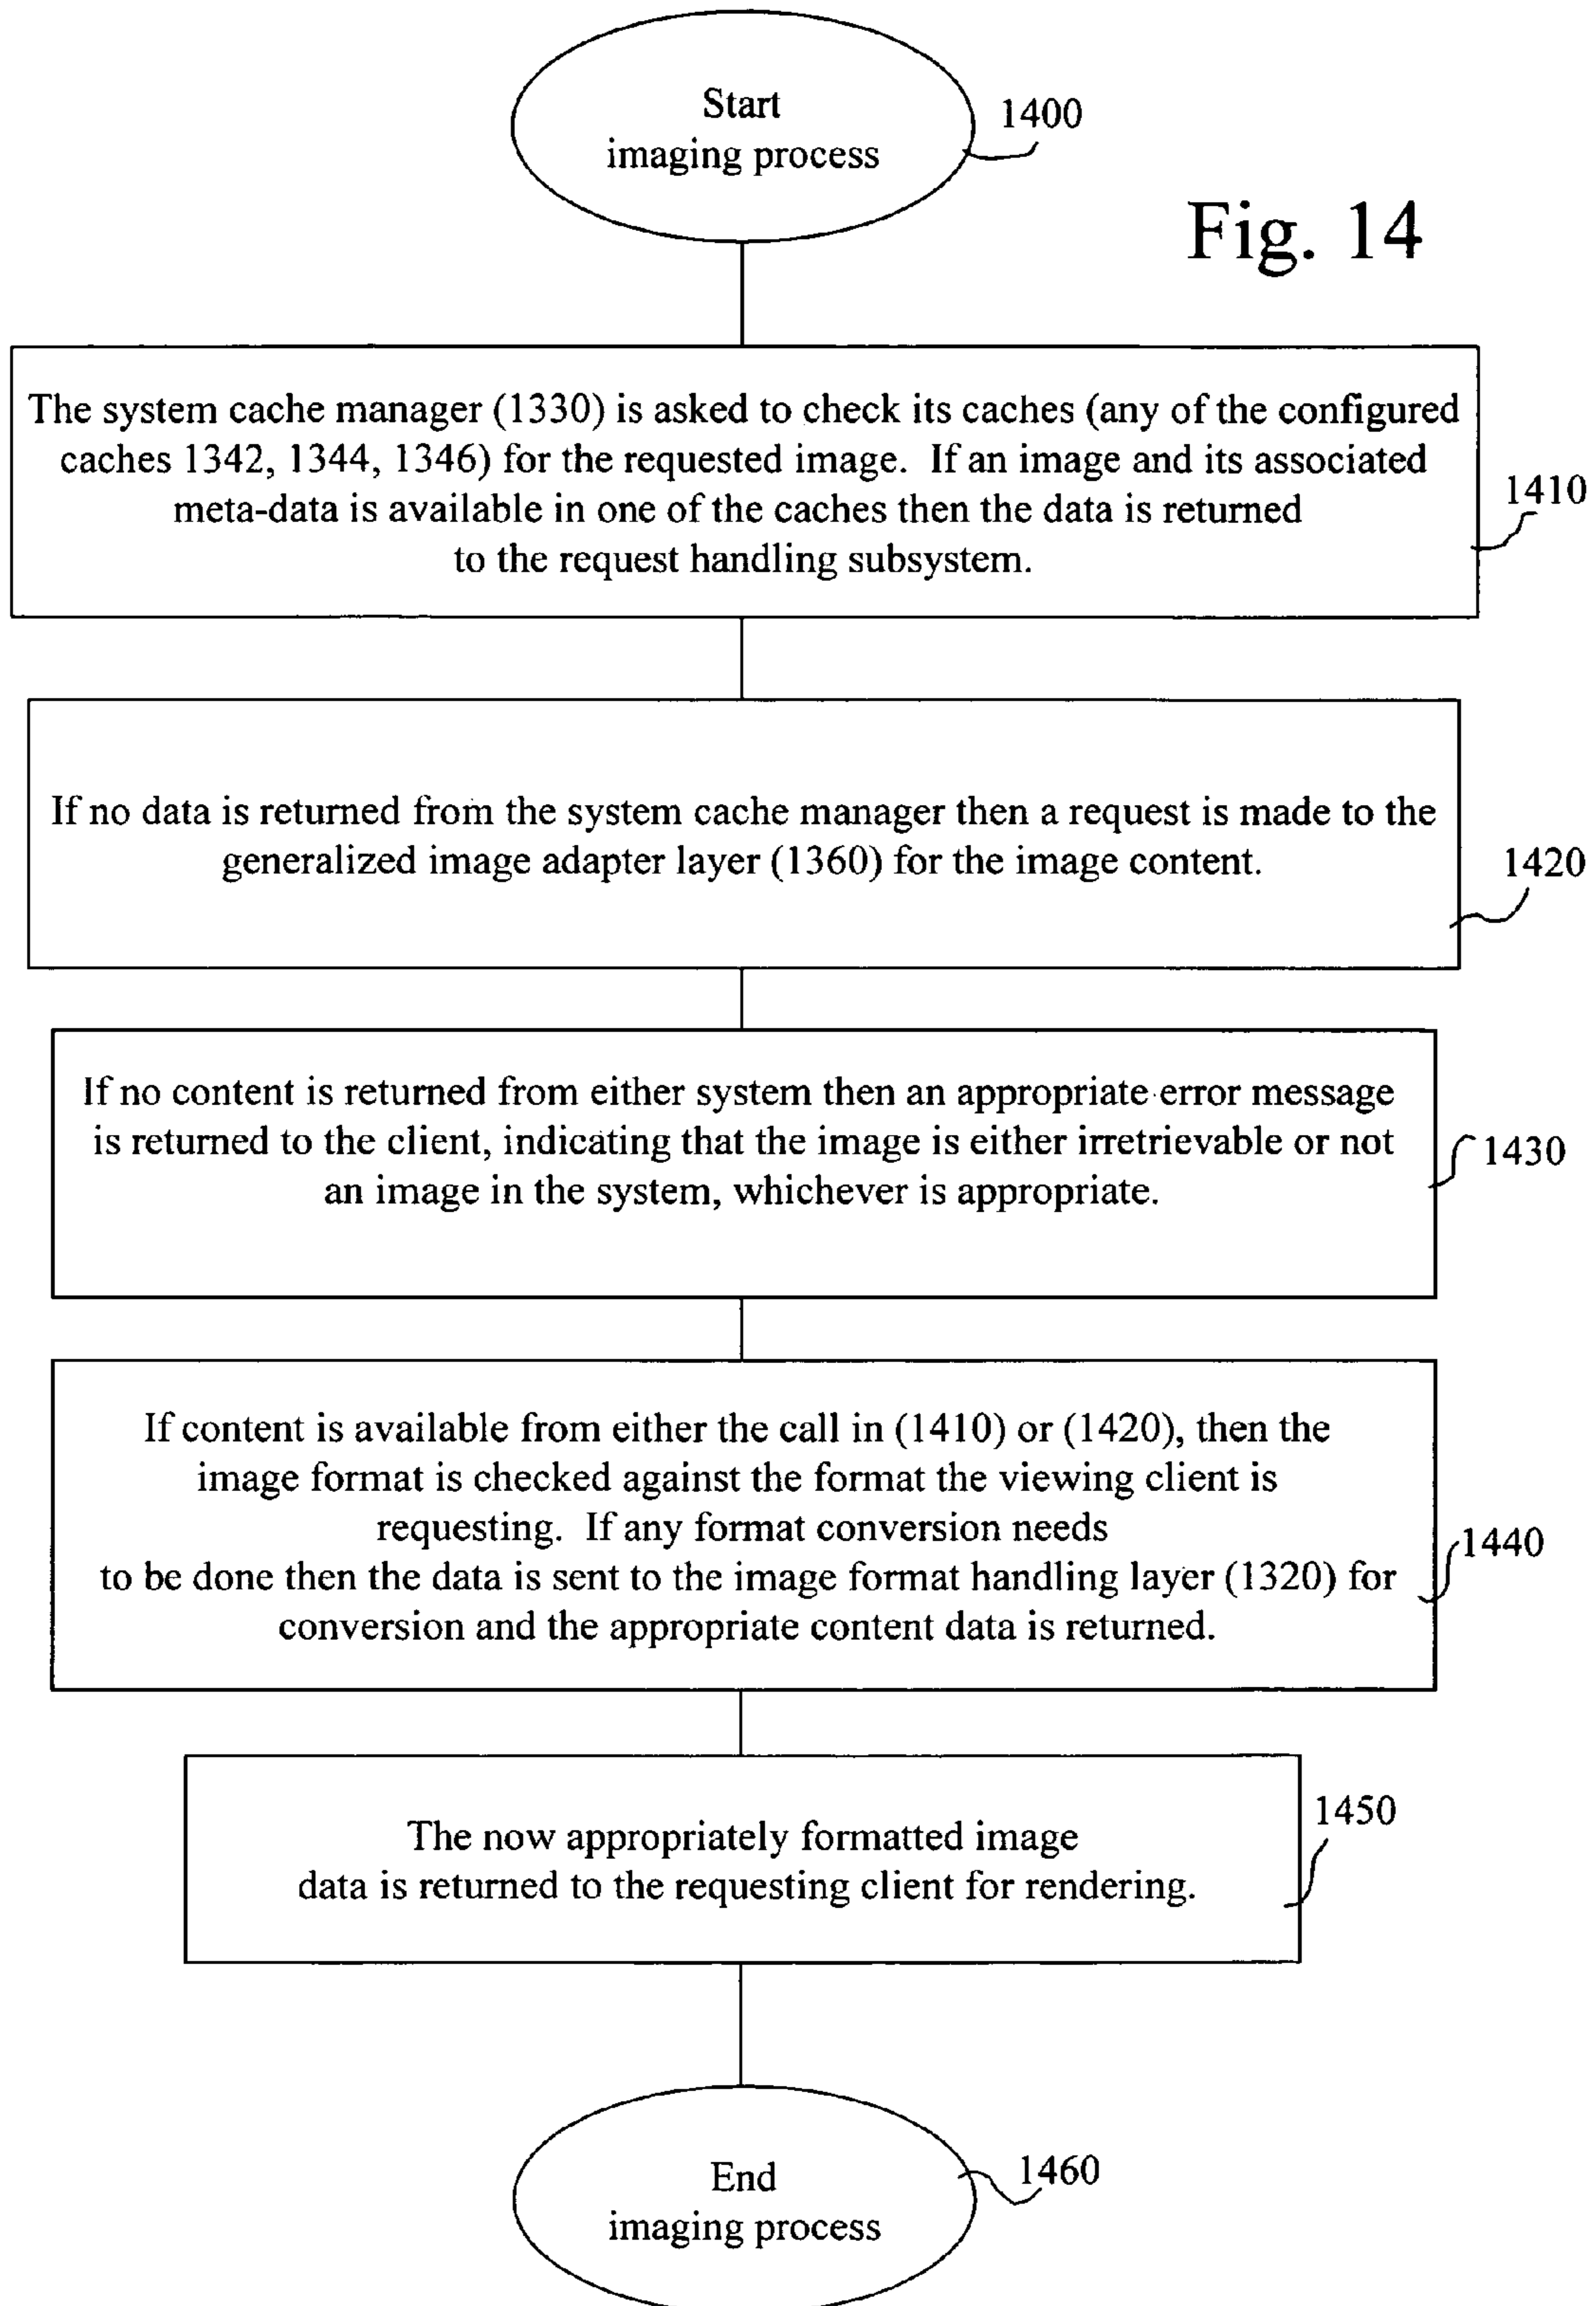 Start
imaging process
1400
Fig. 14
The system cache manager (1330) is asked to check its caches (any of the configured
caches 1342, 1344, 1346) for the requested image. If an image and its associated
meta-data is available in one of the caches then the data is returned
to the request handling subsystem.
1410
If no data is returned from the system cache manager then a request is made to the
generalized image adapter layer (1360) for the image content.
1420
If no content is returned from either system then an appropriate error message
is returned to the client, indicating that the image is either irretrievable or not
an image in the system, whichever is appropriate.
1430
If content is available from either the call in (1410) or (1420), then the
image format is checked against the format the viewing client is
requesting. If any format conversion needs
to be done then the data is sent to the image format handling layer (1320) for
conversion and the appropriate content data is returned.
1440
The now appropriately formatted image
data is returned to the requesting client for rendering.
1450
End
imaging process
1460